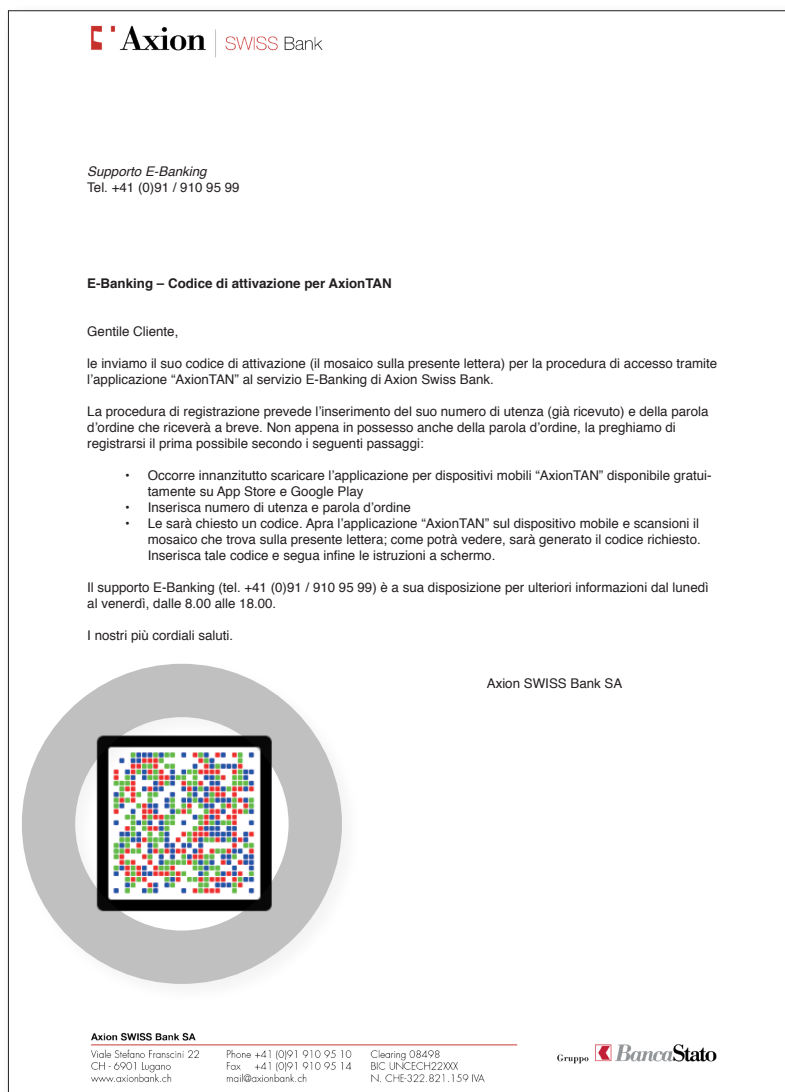 Axion SWISS Bank
Supporto E-Banking
Tel. +41 (0)91 / 910 95 99
E-Banking – Codice di attivazione per AxionTAN
Gentile Cliente,
le inviamo il suo codice di attivazione (il mosaico sulla presente lettera) per la procedura di accesso tramite
l’applicazione “AxionTAN” al servizio E-Banking di Axion Swiss Bank.
La procedura di registrazione prevede l’inserimento del suo numero di utenza (già ricevuto) e della parola
d’ordine che riceverà a breve. Non appena in possesso anche della parola d’ordine, la preghiamo di
registrarsi il prima possibile secondo i seguenti passaggi:
• Occorre innanzitutto scaricare l’applicazione per dispositivi mobili “AxionTAN” disponibile gratui-
tamente su App Store e Google Play
• Inserisca numero di utenza e parola d’ordine
• Le sarà chiesto un codice. Apra l’applicazione “AxionTAN” sul dispositivo mobile e scansioni il
mosaico che trova sulla presente lettera; come potrà vedere, sarà generato il codice richiesto.
Inserisca tale codice e segua infine le istruzioni a schermo.
Il supporto E-Banking (tel. +41 (0)91 / 910 95 99) è a sua disposizione per ulteriori informazioni dal lunedì
al venerdì, dalle 8.00 alle 18.00.
I nostri più cordiali saluti.
Axion SWISS Bank SA
Axion SWISS Bank SA
Viale Stefano Franscini 22
CH - 6901 Lugano
www.axionbank.ch
Phone +41 (0)91 910 95 10
Fax +41 (0)91 910 95 14
mail@axionbank.ch
Clearing 08498
BIC UNCECH22XXX
N. CHE-322.821.159 IVA
Gruppo BancaStato